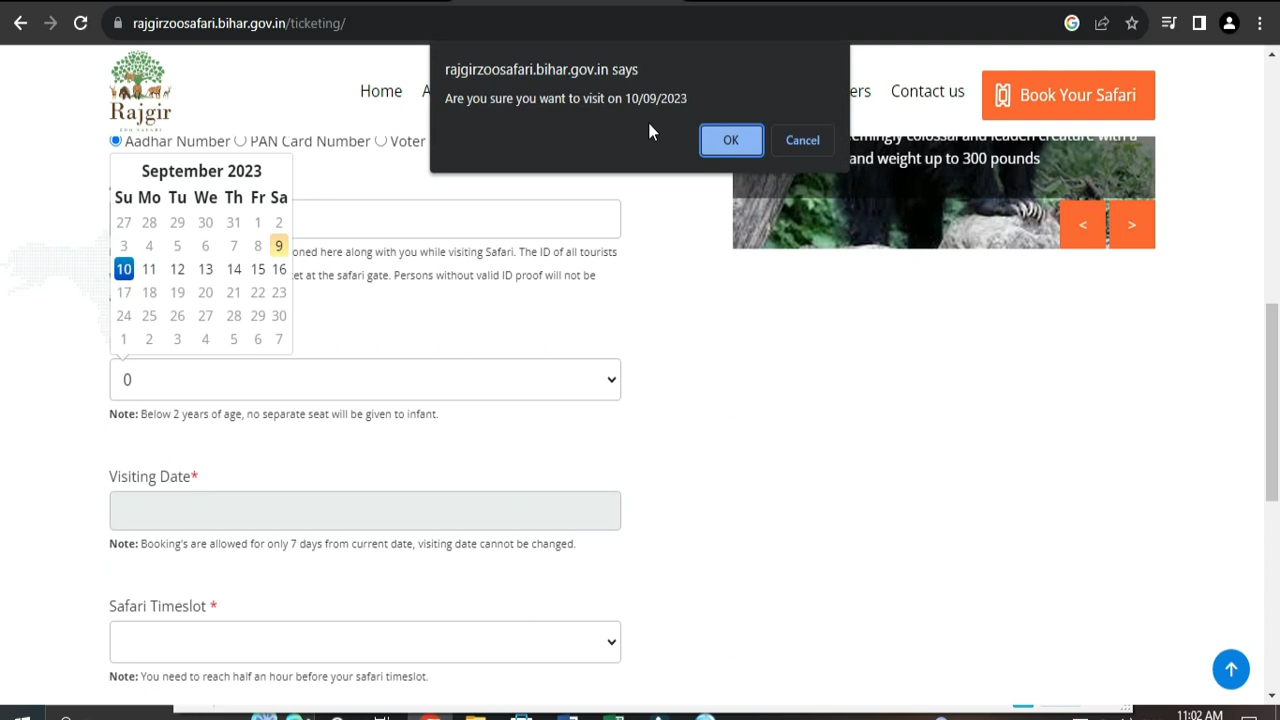 rajgirzoosafari.bihar.gov.in/ticketing/
rajgirzoosafari.bihar.gov.in says
Are you sure you want to visit on 10/09/2023
OK
Cancel
Rajgir
ZOO SAFARI
Home
Contact us
Book Your Safari
Aadhar Number PAN Card Number Voter
and weight up to 300 pounds
September 2023
Su Mo Tu We Th Fr Sa
27 28 29 30 31 1 2
3 4 5 6 7 8 9
10 11 12 13 14 15 16
17 18 19 20 21 22 23
24 25 26 27 28 29 30
1 2 3 4 5 6 7
< >
oned here along with you while visiting Safari. The ID of all tourists
et at the safari gate. Persons without valid ID proof will not be
0
Note: Below 2 years of age, no separate seat will be given to infant.
Visiting Date*
Note: Booking's are allowed for only 7 days from current date, visiting date cannot be changed.
Safari Timeslot *
Note: You need to reach half an hour before your safari timeslot.
11:02 AM